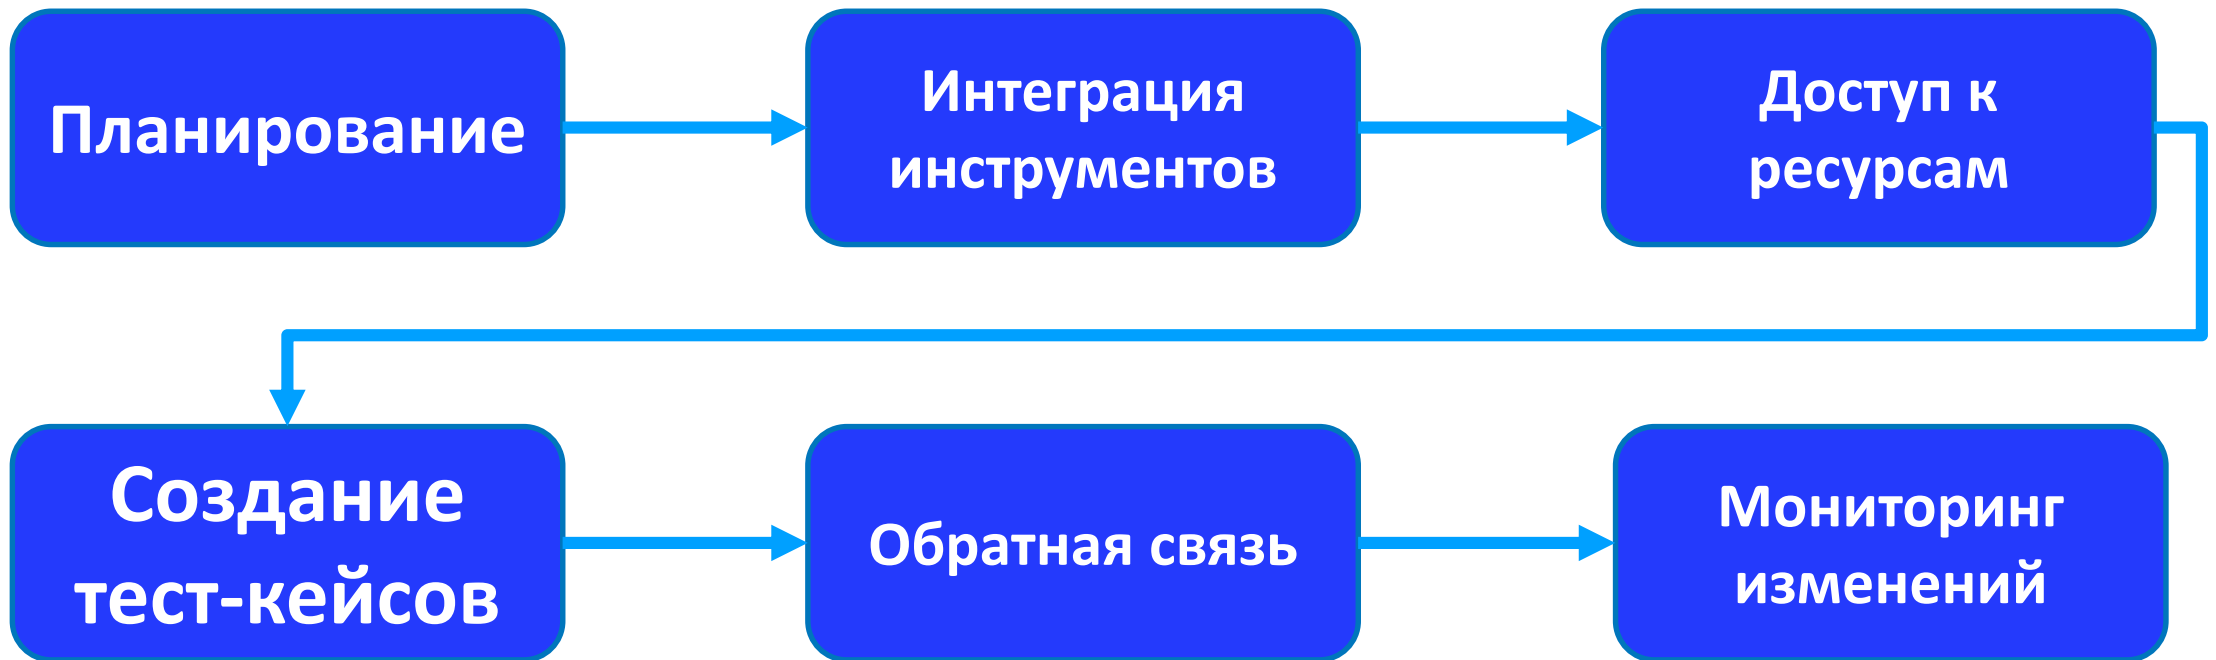 Планирование
Интеграция
инструментов
Доступ к
ресурсам
Создание
тест-кейсов
Обратная связь
Мониторинг
изменений